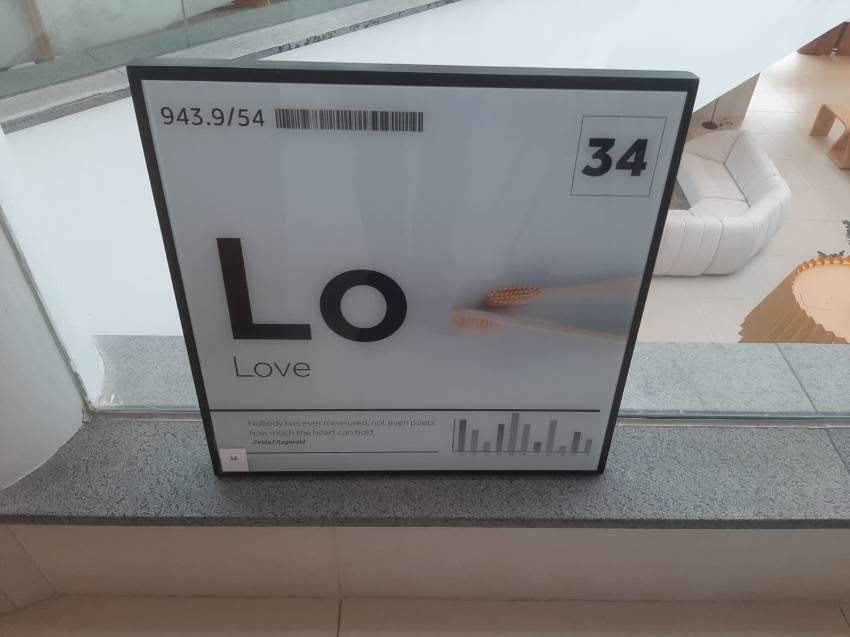 943.9/54
34
Lo
Love
Nobody has ever measured, not even poets,
how much the heart can hold.
Zelda Fitzgerald